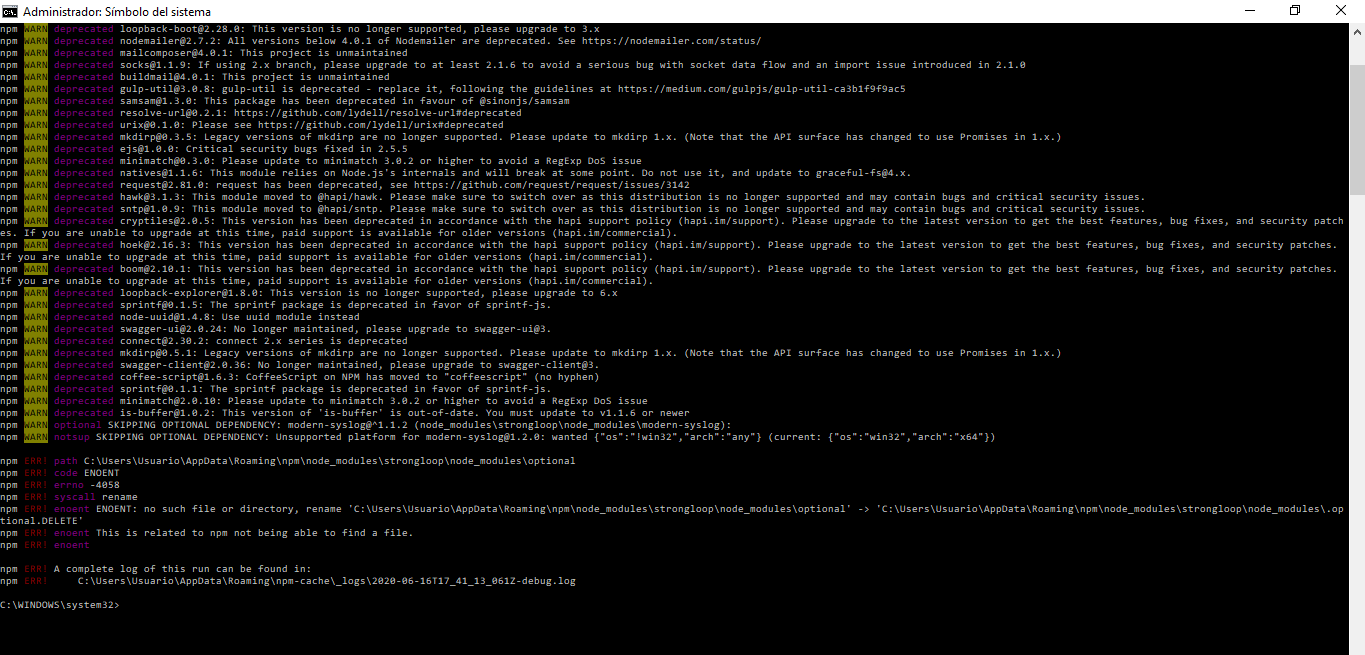 Administrador: Símbolo del sistema
npm WARN deprecated loopback-boot@2.28.0: This version is no longer supported, please upgrade to 3.x
npm WARN deprecated nodemailer@2.7.2: All versions below 4.0.1 of Nodemailer are deprecated. See https://nodemailer.com/status/
npm WARN deprecated mailcomposer@4.0.1: This project is unmaintained
npm WARN deprecated socks@1.1.9: If using 2.x branch, please upgrade to at least 2.1.6 to avoid a serious bug with socket data flow and an import issue introduced in 2.1.0
npm WARN deprecated buildmail@4.0.1: This project is unmaintained
npm WARN deprecated gulp-util@3.0.8: gulp-util is deprecated - replace it, following the guidelines at https://medium.com/gulpjs/gulp-util-ca3b1f9f9ac5
npm WARN deprecated samsam@1.3.0: This package has been deprecated in favour of @sinonjs/samsam
npm WARN deprecated resolve-url@0.2.1: https://github.com/lydell/resolve-url#deprecated
npm WARN deprecated urix@0.1.0: Please see https://github.com/lydell/urix#deprecated
npm WARN deprecated mkdirp@0.3.5: Legacy versions of mkdirp are no longer supported. Please update to mkdirp 1.x. (Note that the API surface has changed to use Promises in 1.x.)
npm WARN deprecated ejs@1.0.0: Critical security bugs fixed in 2.5.5
npm WARN deprecated minimatch@0.3.0: Please update to minimatch 3.0.2 or higher to avoid a RegExp DoS issue
npm WARN deprecated natives@1.1.6: This module relies on Node.js's internals and will break at some point. Do not use it, and update to graceful-fs@4.x.
npm WARN deprecated request@2.81.0: request has been deprecated, see https://github.com/request/request/issues/3142
npm WARN deprecated hawk@3.1.3: This module moved to @hapi/hawk. Please make sure to switch over as this distribution is no longer supported and may contain bugs and critical security issues.
npm WARN deprecated sntp@1.0.9: This module moved to @hapi/sntp. Please make sure to switch over as this distribution is no longer supported and may contain bugs and critical security issues.
npm WARN deprecated cryptiles@2.0.5: This version has been deprecated in accordance with the hapi support policy (hapi.im/support). Please upgrade to the latest version to get the best features, bug fixes, and security patch
es. If you are unable to upgrade at this time, paid support is available for older versions (hapi.im/commercial).
npm WARN deprecated hoek@2.16.3: This version has been deprecated in accordance with the hapi support policy (hapi.im/support). Please upgrade to the latest version to get the best features, bug fixes, and security patches.
If you are unable to upgrade at this time, paid support is available for older versions (hapi.im/commercial).
npm WARN deprecated boom@2.10.1: This version has been deprecated in accordance with the hapi support policy (hapi.im/support). Please upgrade to the latest version to get the best features, bug fixes, and security patches.
If you are unable to upgrade at this time, paid support is available for older versions (hapi.im/commercial).
npm WARN deprecated loopback-explorer@1.8.0: This version is no longer supported, please upgrade to 6.x
npm WARN deprecated sprintf@0.1.5: The sprintf package is deprecated in favor of sprintf-js.
npm WARN deprecated node-uuid@1.4.8: Use uuid module instead
npm WARN deprecated swagger-ui@2.0.24: No longer maintained, please upgrade to swagger-ui@3.
npm WARN deprecated connect@2.30.2: connect 2.x series is deprecated
npm WARN deprecated mkdirp@0.5.1: Legacy versions of mkdirp are no longer supported. Please update to mkdirp 1.x. (Note that the API surface has changed to use Promises in 1.x.)
npm WARN deprecated swagger-client@2.0.36: No longer maintained, please upgrade to swagger-client@3.
npm WARN deprecated coffee-script@1.6.3: CoffeeScript on NPM has moved to "coffeescript" (no hyphen)
npm WARN deprecated sprintf@0.1.1: The sprintf package is deprecated in favor of sprintf-js.
npm WARN deprecated minimatch@2.0.10: Please update to minimatch 3.0.2 or higher to avoid a RegExp DoS issue
npm WARN deprecated is-buffer@1.0.2: This version of 'is-buffer' is out-of-date. You must update to v1.1.6 or newer
npm WARN optional SKIPPING OPTIONAL DEPENDENCY: modern-syslog@^1.1.2 (node_modules\strongloop\node_modules\modern-syslog):
npm WARN notsup SKIPPING OPTIONAL DEPENDENCY: Unsupported platform for modern-syslog@1.2.0: wanted {"os":"!win32","arch":"any"} (current: {"os":"win32","arch":"x64"})
npm ERR! path C:\Users\Usuario\AppData\Roaming\npm\node_modules\strongloop\node_modules\optional
npm ERR! code ENOENT
npm ERR! errno -4058
npm ERR! syscall rename
npm ERR! enoent ENOENT: no such file or directory, rename 'C:\Users\Usuario\AppData\Roaming\npm\node_modules\strongloop\node_modules\optional' -> 'C:\Users\Usuario\AppData\Roaming\npm\node_modules\strongloop\node_modules\.op
tional.DELETE'
npm ERR! enoent This is related to npm not being able to find a file.
npm ERR! enoent
npm ERR! A complete log of this run can be found in:
npm ERR!     C:\Users\Usuario\AppData\Roaming\npm-cache\_logs\2020-06-16T17_41_13_061Z-debug.log
C:\WINDOWS\system32>